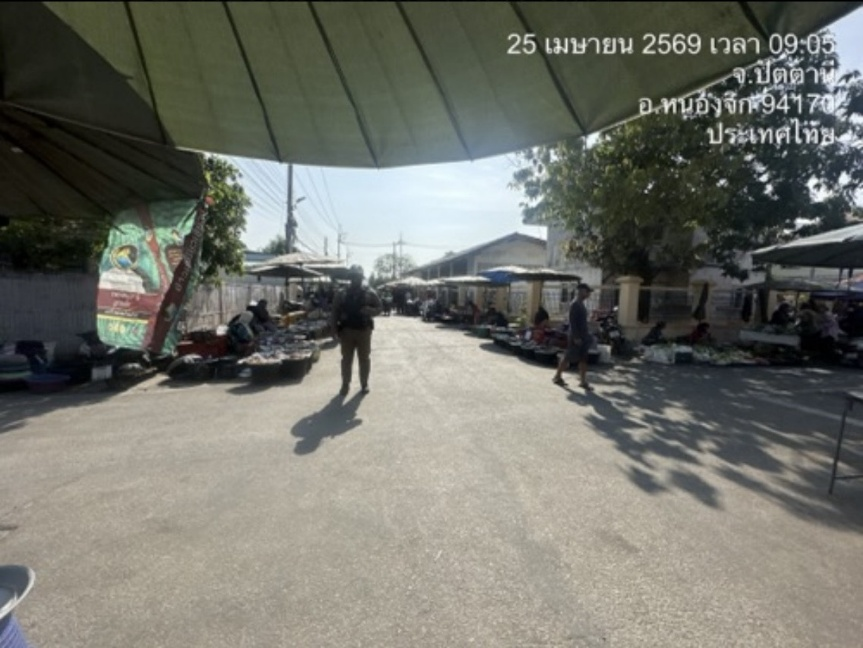 25 เมษายน 2569 เวลา 09:05
จ.ปัตตานี
อ.หนองจิก 94170
ประเทศไทย